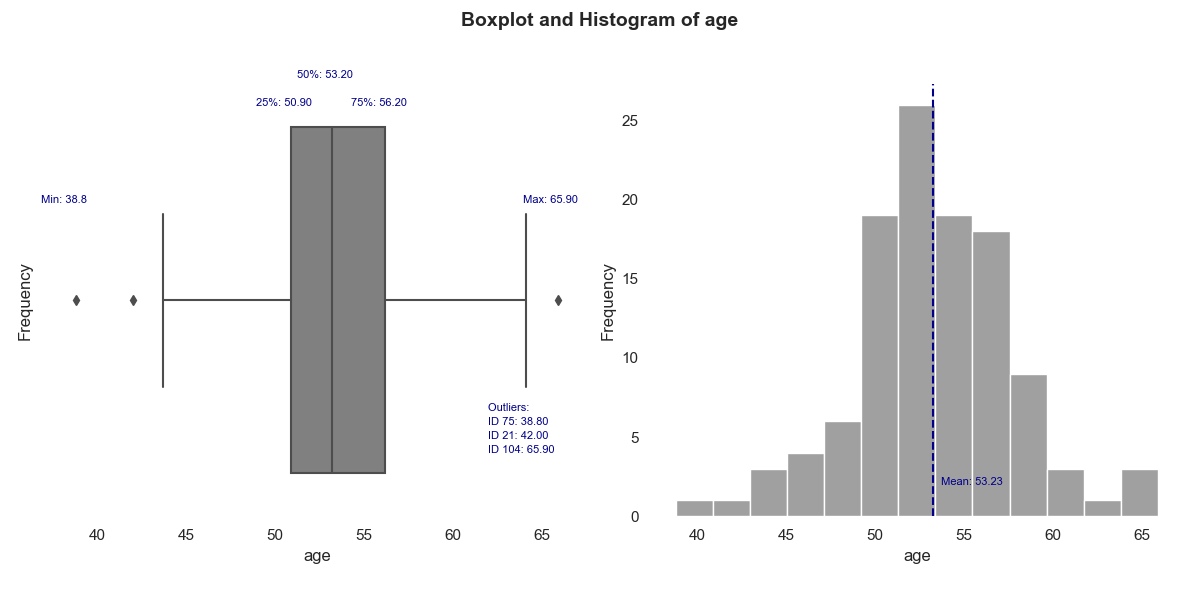 Boxplot and Histogram of age
50%: 53.20
25%: 50.90
75%: 56.20
Min: 38.8
Max: 65.90
Frequency
Outliers:
ID 75: 38.80
ID 21: 42.00
ID 104: 65.90
40 45 50 55 60 65
age
Frequency
25
20
15
10
5
0
Mean: 53.23
40 45 50 55 60 65
age